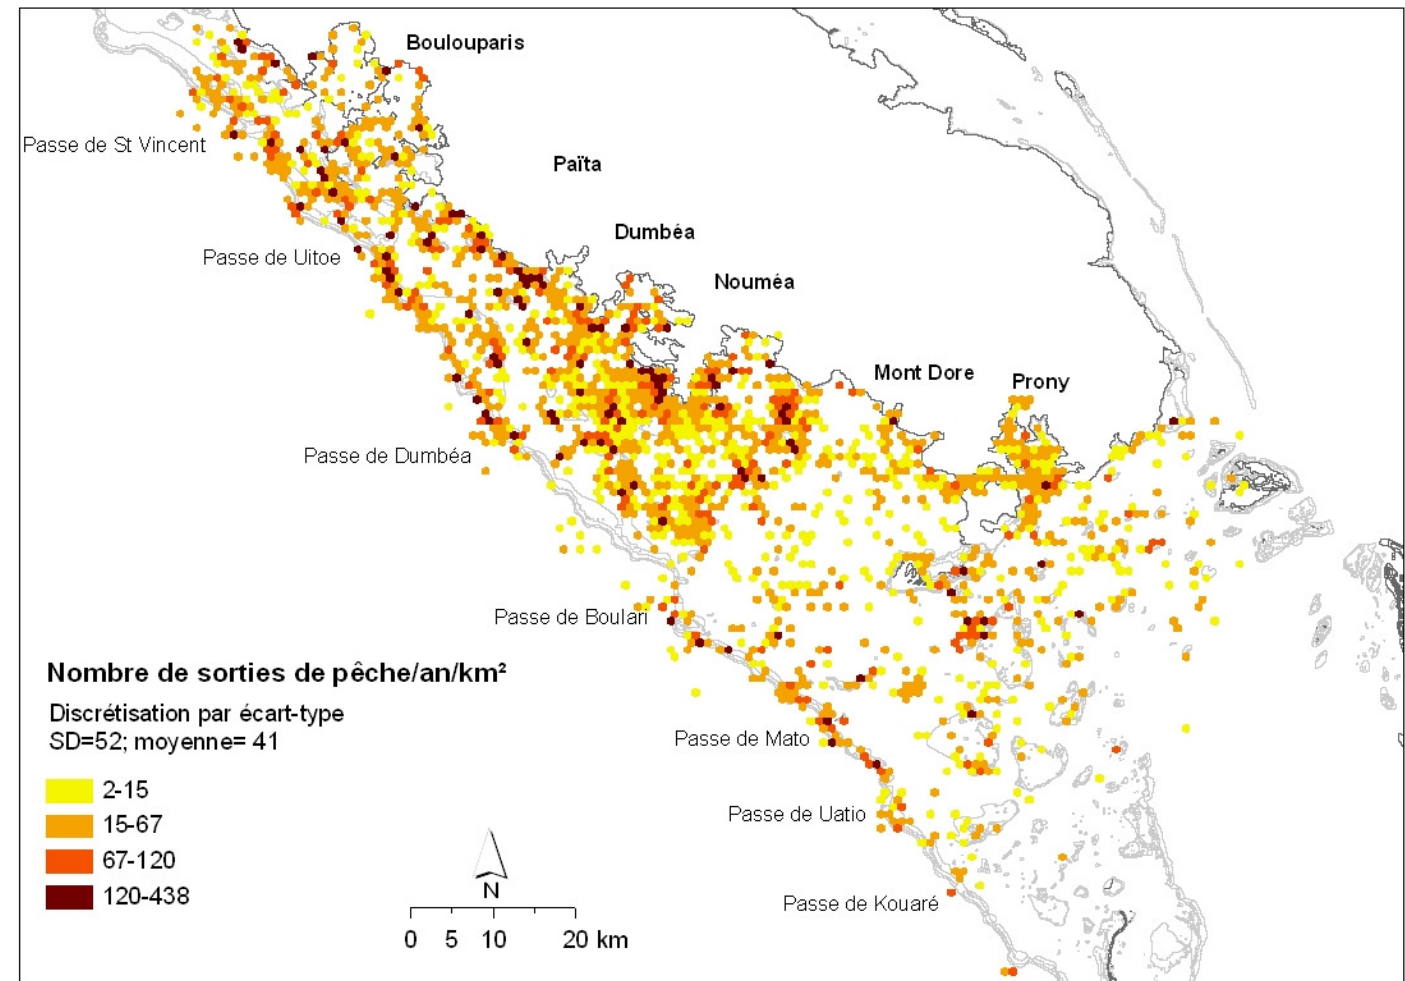 Boulouparis
Passe de St Vincent
Païta
Dumbéa
Passe de Uitoe
Nouméa
Mont Dore
Prony
Passe de Dumbéa
Passe de Boulari
Nombre de sorties de pêche/an/km²
Discrétisation par écart-type
SD=52; moyenne= 41
Passe de Mato
2-15
Passe de Uatio
15-67
67-120
120-438
N
Passe de Kouaré
0 5 10 20 km